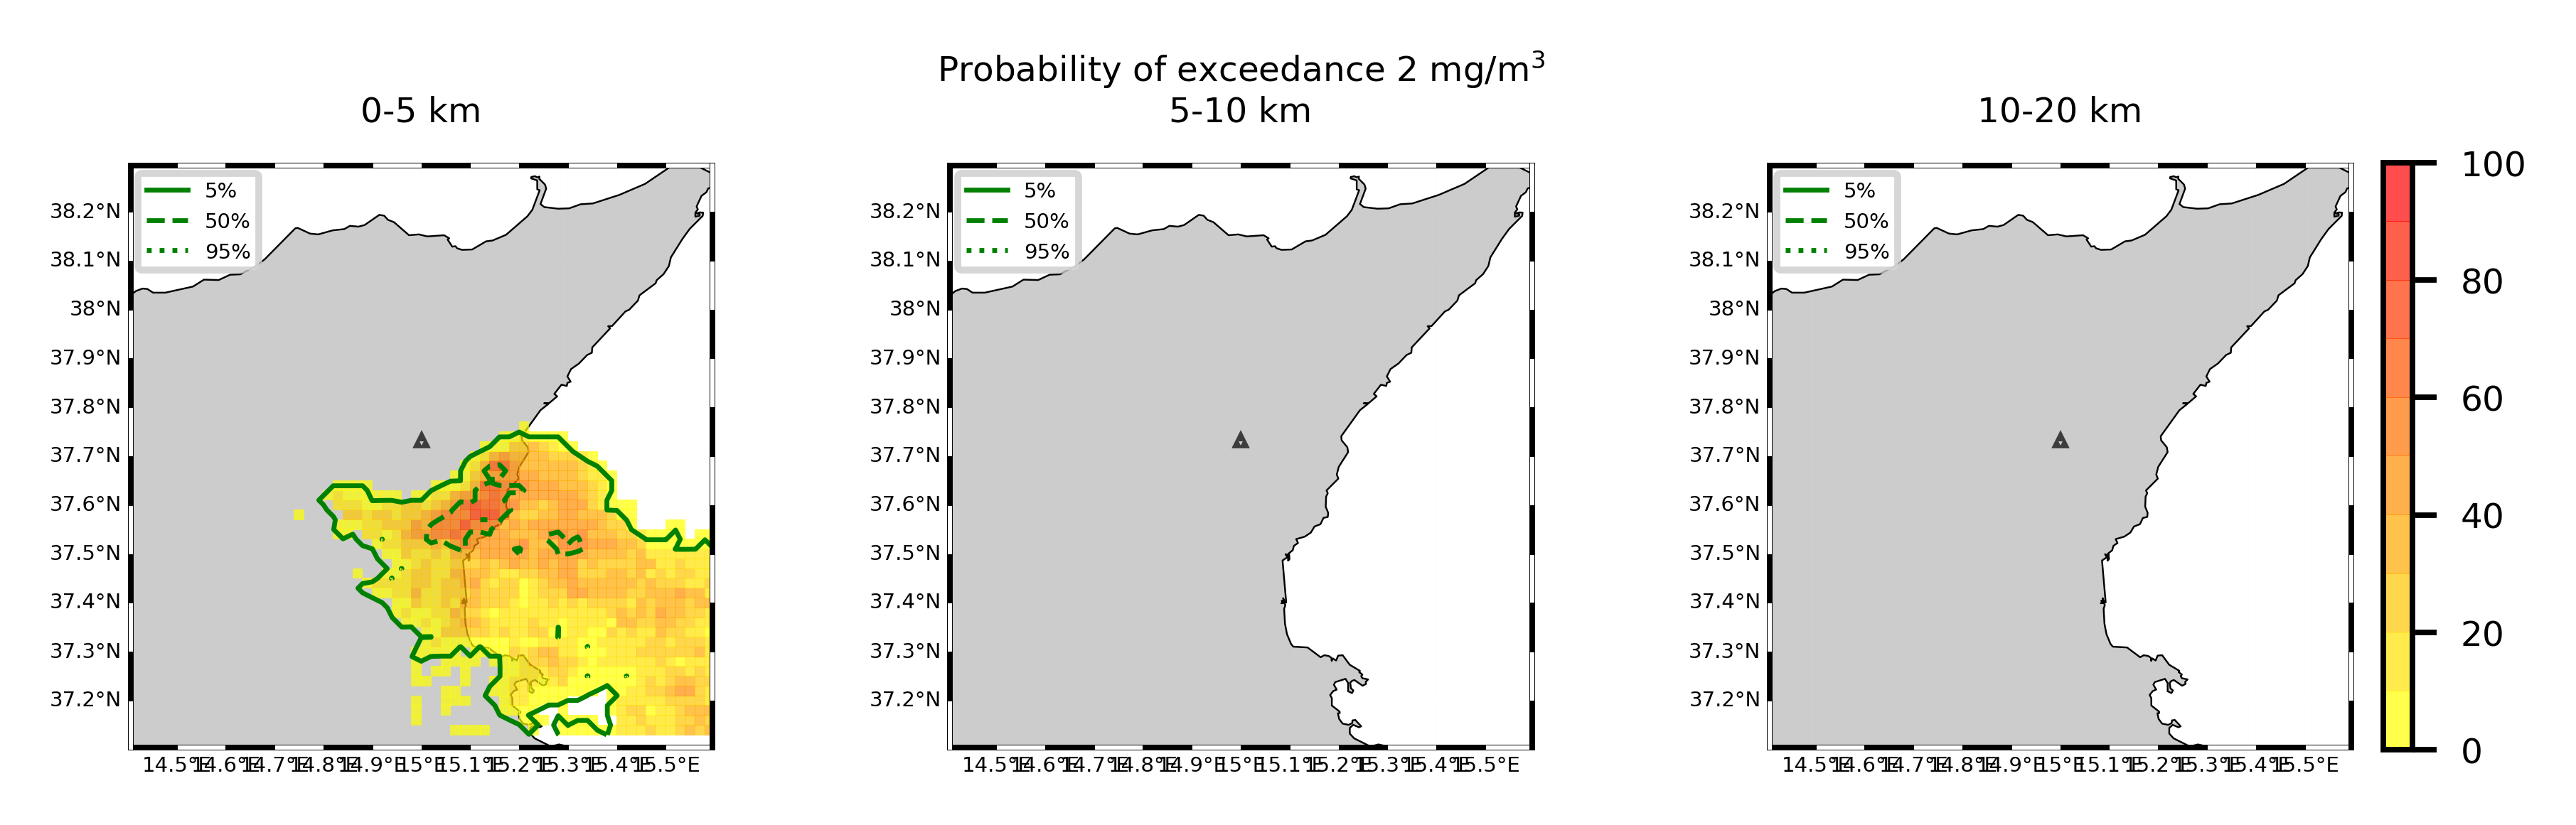 Probability of exceedance 2 mg/m³
0-5 km
5-10 km
10-20 km
5%
50%
95%
38.2°N
38.1°N
38°N
37.9°N
37.8°N
37.7°N
37.6°N
37.5°N
37.4°N
37.3°N
37.2°N
14.5°E 14.6°E 14.7°E 14.8°E 14.9°E 15°E 15.1°E 15.2°E 15.3°E 15.4°E 15.5°E
5%
50%
95%
38.2°N
38.1°N
38°N
37.9°N
37.8°N
37.7°N
37.6°N
37.5°N
37.4°N
37.3°N
37.2°N
14.5°E 14.6°E 14.7°E 14.8°E 14.9°E 15°E 15.1°E 15.2°E 15.3°E 15.4°E 15.5°E
5%
50%
95%
38.2°N
38.1°N
38°N
37.9°N
37.8°N
37.7°N
37.6°N
37.5°N
37.4°N
37.3°N
37.2°N
14.5°E 14.6°E 14.7°E 14.8°E 14.9°E 15°E 15.1°E 15.2°E 15.3°E 15.4°E 15.5°E
100
80
60
40
20
0